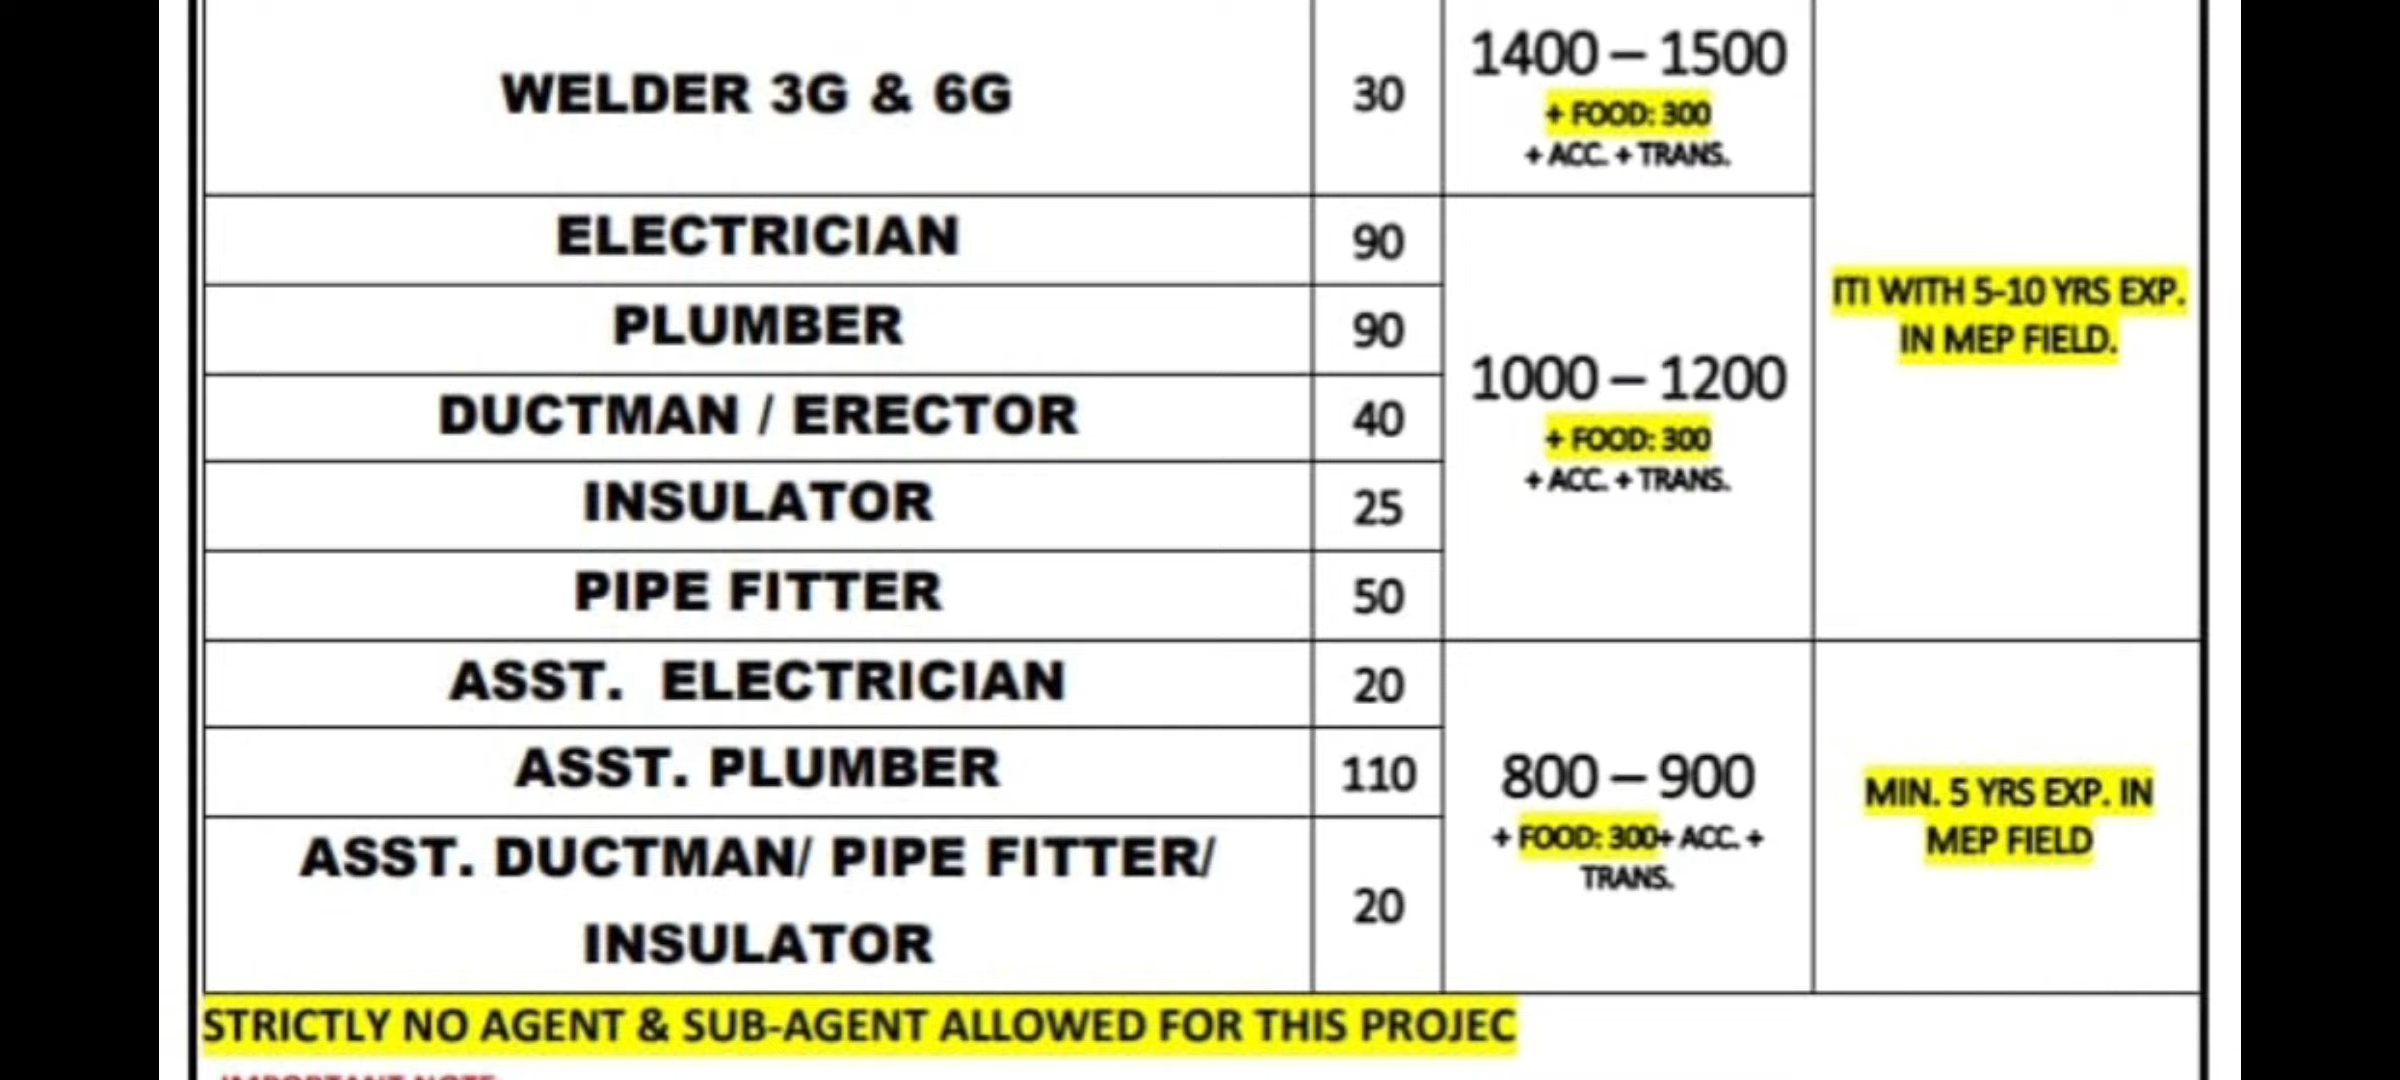 WELDER 3G & 6G
30
1400 – 1500
+ FOOD: 300
+ ACC. + TRANS.
ELECTRICIAN
90
PLUMBER
90
DUCTMAN / ERECTOR
40
INSULATOR
25
PIPE FITTER
50
1000 – 1200
+ FOOD: 300
+ ACC. + TRANS.
ITI WITH 5-10 YRS EXP.
IN MEP FIELD.
ASST. ELECTRICIAN
20
ASST. PLUMBER
110
ASST. DUCTMAN/ PIPE FITTER/
INSULATOR
20
800 – 900
+ FOOD: 300+ ACC. +
TRANS.
MIN. 5 YRS EXP. IN
MEP FIELD
STRICTLY NO AGENT & SUB-AGENT ALLOWED FOR THIS PROJEC
IMPORTANT NOTE